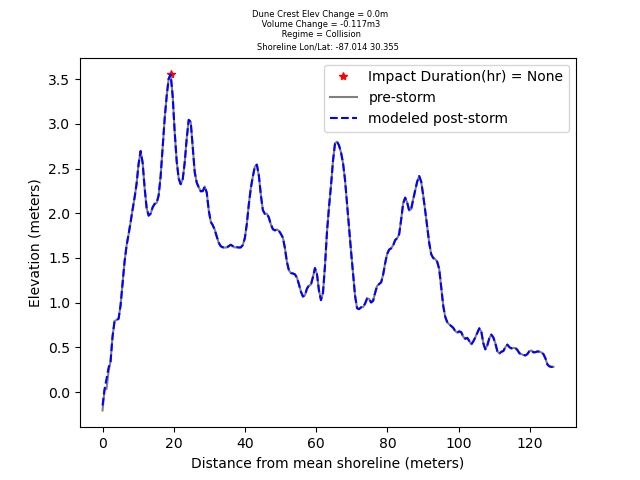 Dune Crest Elev Change = 0.0m
Volume Change = -0.117m3
Regime = Collision
Shoreline Lon/Lat: -87.014 30.355
Impact Duration(hr) = None
pre-storm
modeled post-storm
Elevation (meters)
3.5
3.0
2.5
2.0
1.5
1.0
0.5
0.0
0 20 40 60 80 100 120
Distance from mean shoreline (meters)